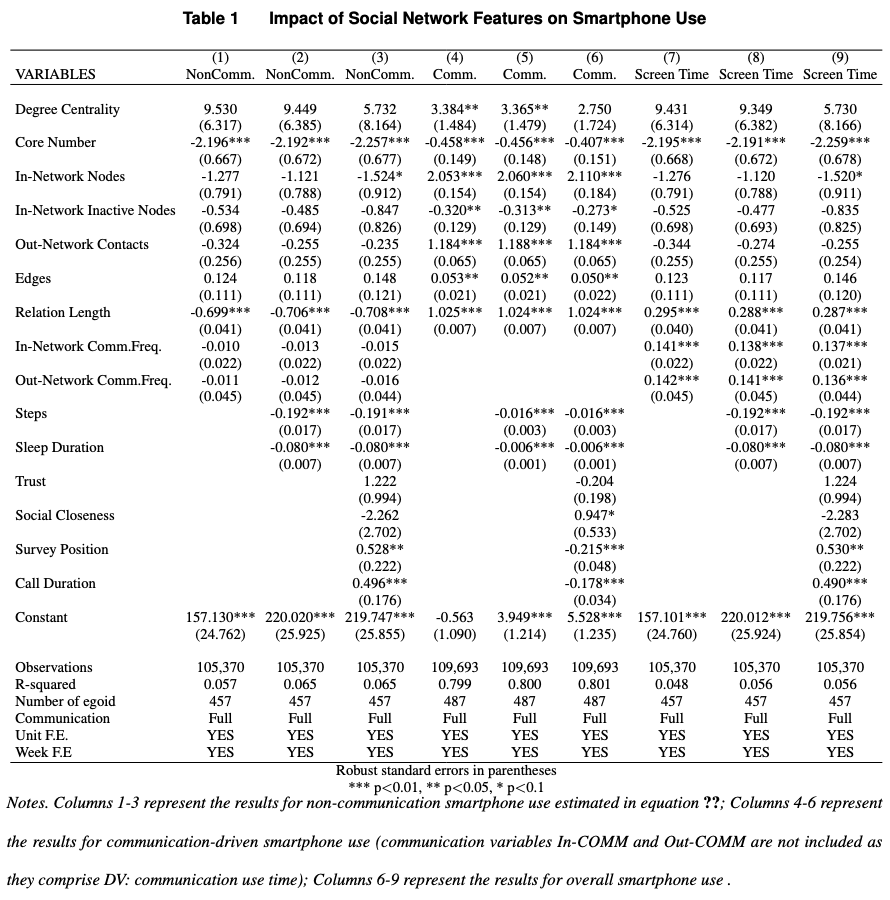 Table 1 Impact of Social Network Features on Smartphone Use
(1) (2) (3) (4) (5) (6) (7) (8) (9)
VARIABLES NonComm. NonComm. NonComm. Comm. Comm. Comm. Screen Time Screen Time Screen Time
Degree Centrality 9.530 9.449 5.732 3.384** 3.365** 2.750 9.431 9.349 5.730
(6.317) (6.385) (8.164) (1.484) (1.479) (1.724) (6.314) (6.382) (8.166)
Core Number -2.196*** -2.192*** -2.257*** -0.458*** -0.456*** -0.407*** -2.195*** -2.191*** -2.259***
(0.667) (0.672) (0.677) (0.149) (0.148) (0.151) (0.668) (0.672) (0.678)
In-Network Nodes -1.277 -1.121 -1.524* 2.053*** 2.060*** 2.110*** -1.276 -1.120 -1.520*
(0.791) (0.788) (0.912) (0.154) (0.154) (0.184) (0.791) (0.788) (0.911)
In-Network Inactive Nodes -0.534 -0.485 -0.847 -0.320** -0.313** -0.273* -0.525 -0.477 -0.835
(0.698) (0.694) (0.826) (0.129) (0.129) (0.149) (0.698) (0.693) (0.825)
Out-Network Contacts -0.324 -0.255 -0.235 1.184*** 1.188*** 1.184*** -0.344 -0.274 -0.255
(0.256) (0.255) (0.255) (0.065) (0.065) (0.065) (0.255) (0.255) (0.254)
Edges 0.124 0.118 0.148 0.053** 0.052** 0.050** 0.123 0.117 0.146
(0.111) (0.111) (0.121) (0.021) (0.021) (0.022) (0.111) (0.111) (0.120)
Relation Length -0.699*** -0.706*** -0.708*** 1.025*** 1.024*** 1.024*** 0.295*** 0.288*** 0.287***
(0.041) (0.041) (0.041) (0.007) (0.007) (0.007) (0.040) (0.041) (0.041)
In-Network Comm.Freq. -0.010 -0.013 -0.015 0.141*** 0.138*** 0.137***
(0.022) (0.022) (0.022) (0.022) (0.022) (0.021)
Out-Network Comm.Freq. -0.011 -0.012 -0.016 0.142*** 0.141*** 0.136***
(0.045) (0.045) (0.044) (0.045) (0.045) (0.044)
Steps -0.192*** -0.191*** -0.016*** -0.016*** -0.192*** -0.192***
(0.017) (0.017) (0.003) (0.003) (0.017) (0.017)
Sleep Duration -0.080*** -0.080*** -0.006*** -0.006*** -0.080*** -0.080***
(0.007) (0.007) (0.001) (0.001) (0.007) (0.007)
Trust 1.222 -0.204 1.224
(0.994) (0.198) (0.994)
Social Closeness -2.262 0.947* -2.283
(2.702) (0.533) (2.702)
Survey Position 0.528** -0.215*** 0.530**
(0.222) (0.048) (0.222)
Call Duration 0.496*** -0.178*** 0.490***
(0.176) (0.034) (0.176)
Constant 157.130*** 220.020*** 219.747*** -0.563 3.949*** 5.528*** 157.101*** 220.012*** 219.756***
(24.762) (25.925) (25.855) (1.090) (1.214) (1.235) (24.760) (25.924) (25.854)
Observations 105,370 105,370 105,370 109,693 109,693 109,693 105,370 105,370 105,370
R-squared 0.057 0.065 0.065 0.799 0.800 0.801 0.048 0.056 0.056
Number of egoid 457 457 457 487 487 487 457 457 457
Communication Full Full Full Full Full Full Full Full Full
Unit F.E. YES YES YES YES YES YES YES YES YES
Week F.E YES YES YES YES YES YES YES YES YES
Robust standard errors in parentheses
*** p<0.01, ** p<0.05, * p<0.1
Notes. Columns 1-3 represent the results for non-communication smartphone use estimated in equation ??; Columns 4-6 represent
the results for communication-driven smartphone use (communication variables In-COMM and Out-COMM are not included as
they comprise DV: communication use time); Columns 6-9 represent the results for overall smartphone use .